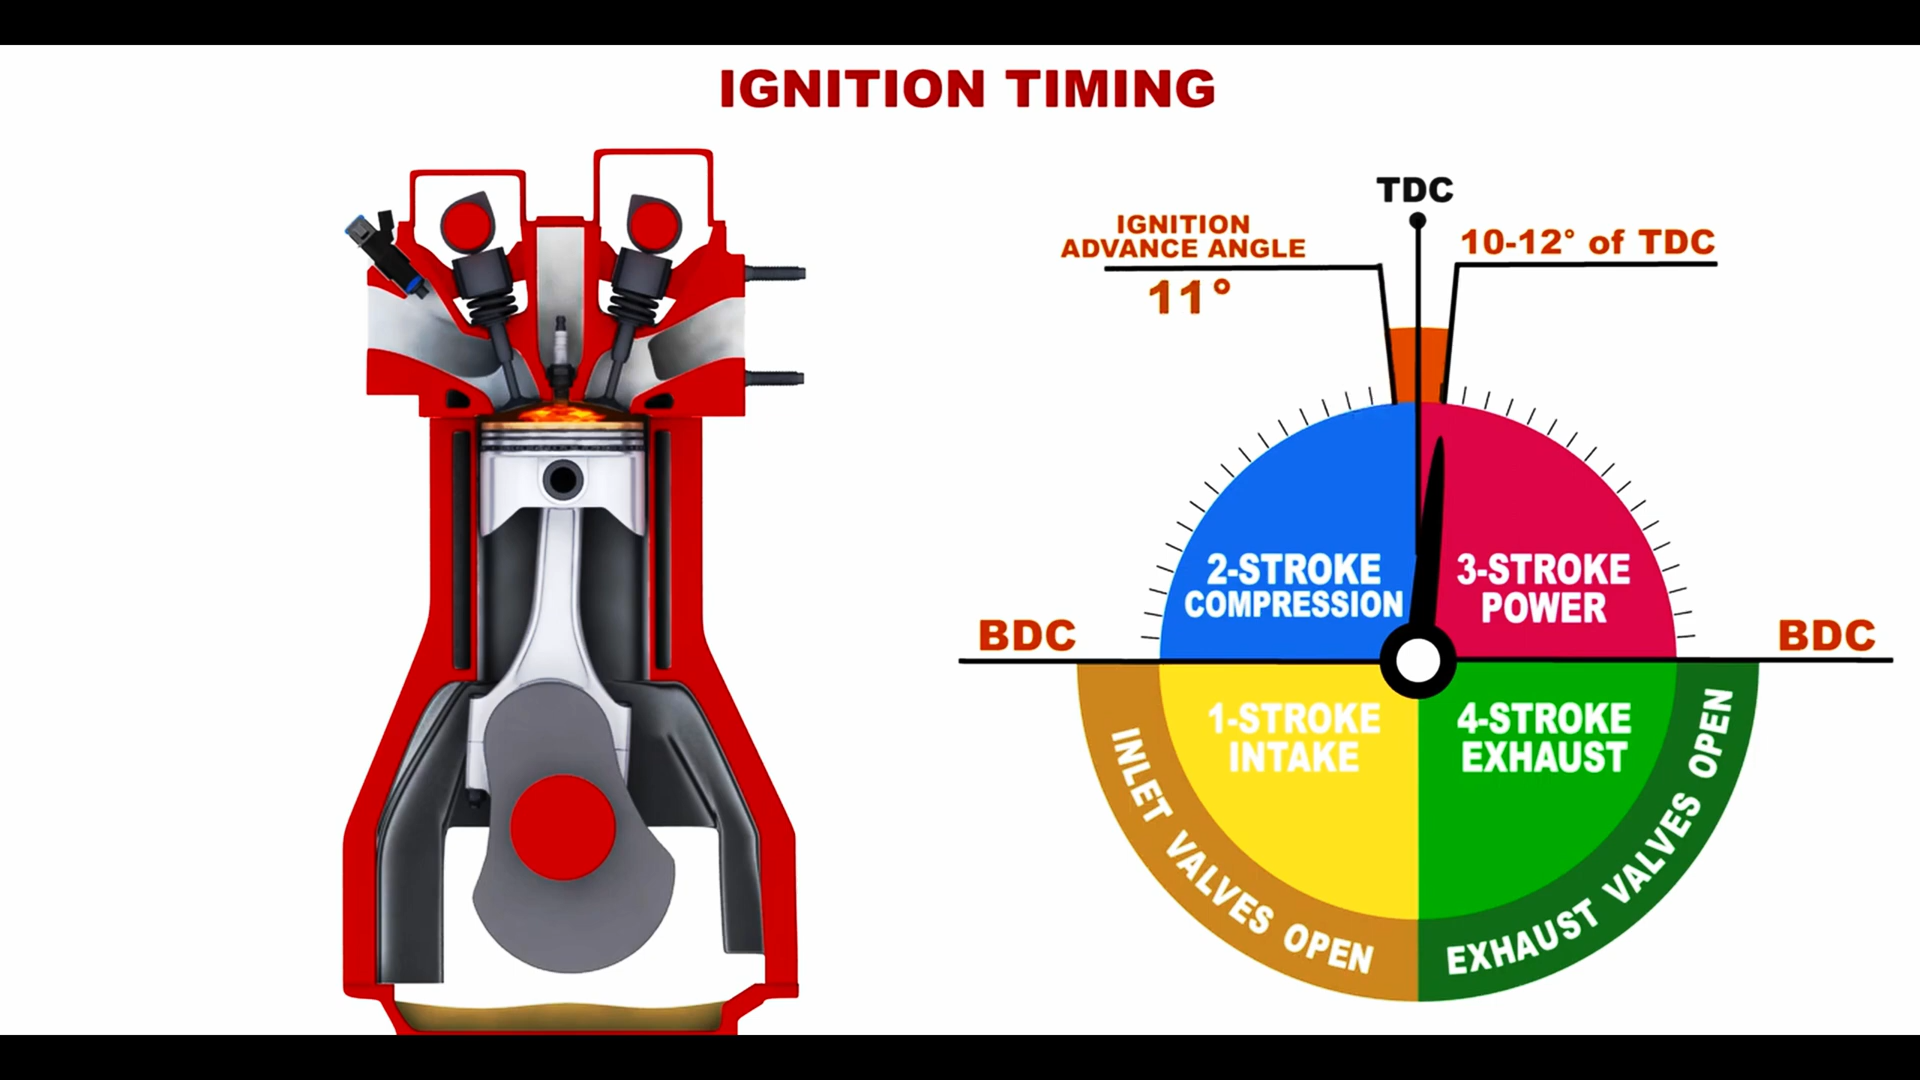 IGNITION TIMING
TDC
IGNITION
ADVANCE ANGLE
11°
10-12° of TDC
2-STROKE
COMPRESSION
3-STROKE
POWER
BDC
BDC
1-STROKE
INTAKE
4-STROKE
EXHAUST
INLET VALVES OPEN
EXHAUST VALVES OPEN